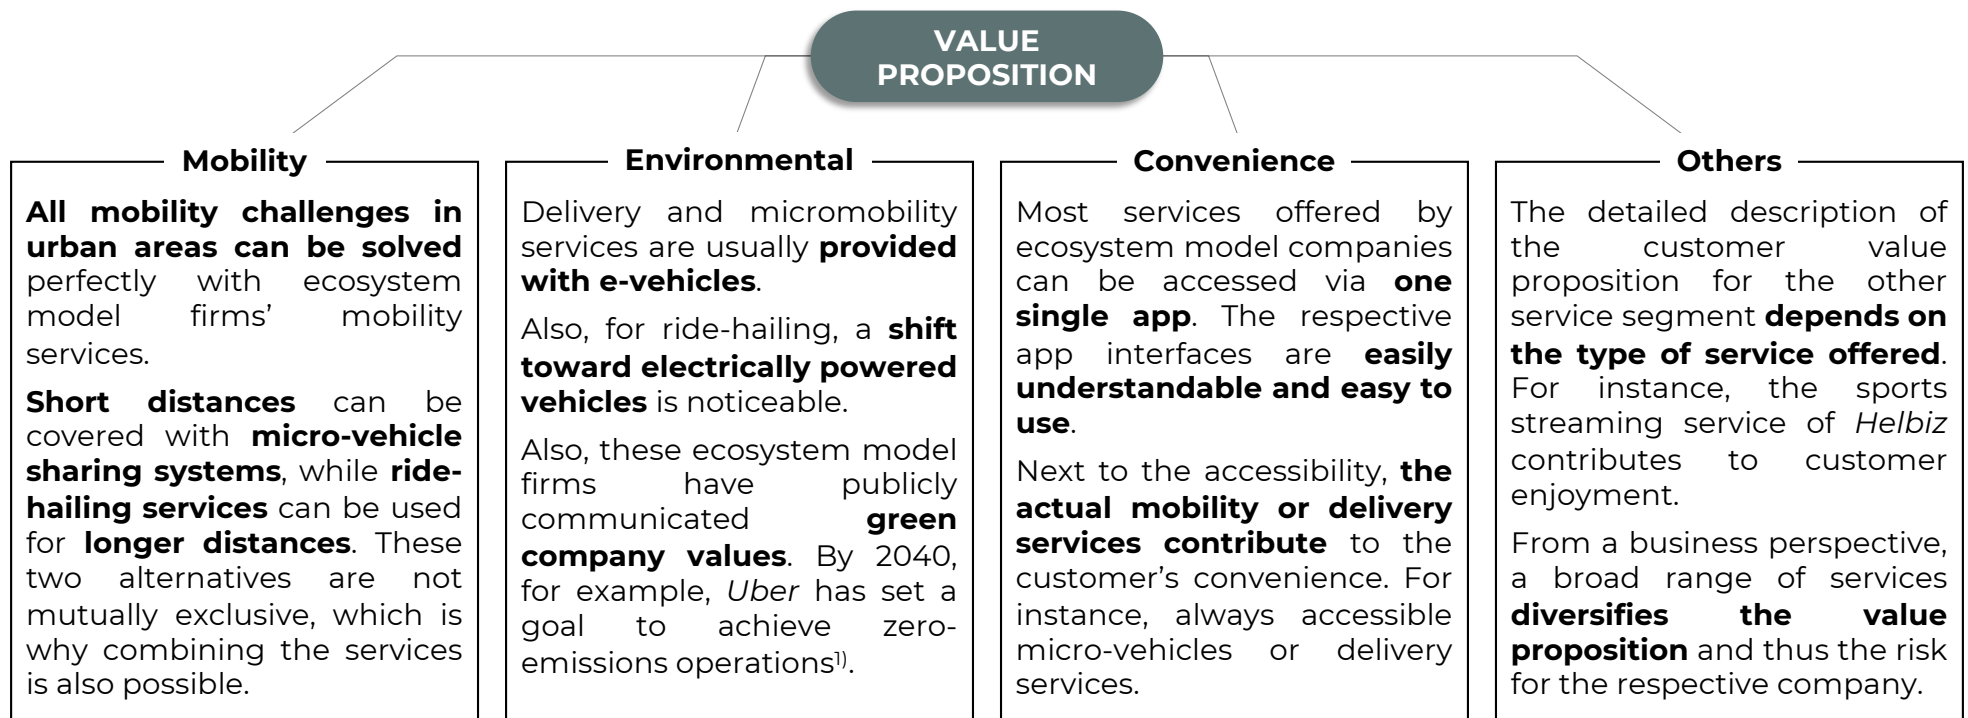 VALUE
PROPOSITION
Mobility
All mobility challenges in
urban areas can be solved
perfectly with ecosystem
model firms’ mobility
services.
Short distances can be
covered with micro-vehicle
sharing systems, while ride-
hailing services can be used
for longer distances. These
two alternatives are not
mutually exclusive, which is
why combining the services
is also possible.
Environmental
Delivery and micromobility
services are usually provided
with e-vehicles.
Also, for ride-hailing, a shift
toward electrically powered
vehicles is noticeable.
Also, these ecosystem model
firms have publicly
communicated green
company values. By 2040,
for example, Uber has set a
goal to achieve zero-
emissions operations1).
Convenience
Most services offered by
ecosystem model companies
can be accessed via one
single app. The respective
app interfaces are easily
understandable and easy to
use.
Next to the accessibility, the
actual mobility or delivery
services contribute to the
customer’s convenience. For
instance, always accessible
micro-vehicles or delivery
services.
Others
The detailed description of
the customer value
proposition for the other
service segment depends on
the type of service offered.
For instance, the sports
streaming service of Helbiz
contributes to customer
enjoyment.
From a business perspective,
a broad range of services
diversifies the value
proposition and thus the risk
for the respective company.